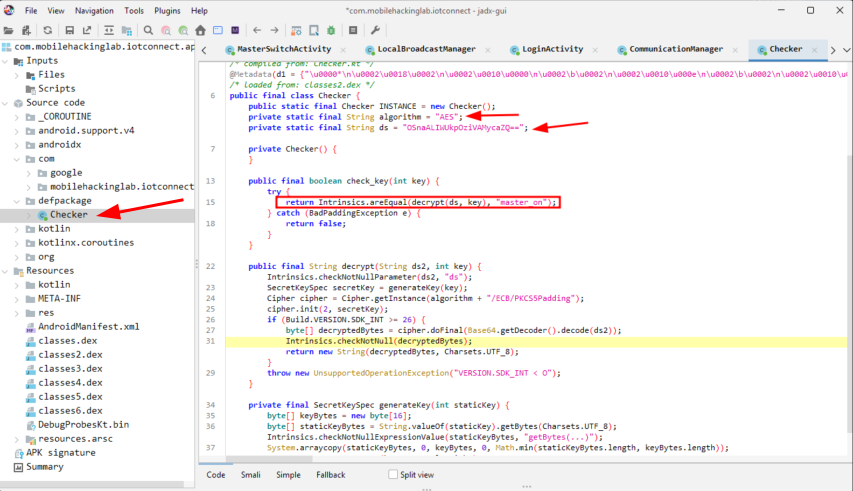 File View Navigation Tools Plugins Help
*com.mobilehackinglab.iotconnect - jadx-gui
com.mobilehackinglab.iotconnect.ap
Inputs
Files
Scripts
Source code
_COROUTINE
android.support.v4
androidx
com
google
mobilehackinglab.iotconnect
defpackage
Checker
kotlin
kotlinx.coroutines
org
Resources
kotlin
META-INF
res
AndroidManifest.xml
classes.dex
classes2.dex
classes3.dex
classes4.dex
classes5.dex
classes6.dex
DebugProbesKt.bin
resources.arsc
APK signature
Summary
MasterSwitchActivity LocalBroadcastManager LoginActivity CommunicationManager Checker
/* compiled from: Checker.kt */
@Metadata(d1 = {"\u0000*\n\u0002\u0018\u0002\n\u0002\u0010\u0000\n\u0002\b\u0002\n\u0002\u0010\u000e\n\u0002\b\u0002\n\u0002\u0010\u
/* loaded from: classes2.dex */
6 public final class Checker {
public static final Checker INSTANCE = new Checker();
private static final String algorithm = "AES";
private static final String ds = "OSnaALIWUkpOziVAMycaZQ==";
7 private Checker() {
}
13 public final boolean check_key(int key) {
try {
15 return Intrinsics.areEqual(decrypt(ds, key), "master_on");
} catch (BadPaddingException e) {
return false;
}
}
22 public final String decrypt(String ds2, int key) {
Intrinsics.checkNotNullParameter(ds2, "ds");
23 SecretKeySpec secretKey = generateKey(key);
24 Cipher cipher = Cipher.getInstance(algorithm + "/ECB/PKCS5Padding");
25 cipher.init(2, secretKey);
26 if (Build.VERSION.SDK_INT >= 26) {
27 byte[] decryptedBytes = cipher.doFinal(Base64.getDecoder().decode(ds2));
31 Intrinsics.checkNotNull(decryptedBytes);
return new String(decryptedBytes, Charsets.UTF_8);
}
29 throw new UnsupportedOperationException("VERSION.SDK_INT < O");
}
34 private final SecretKeySpec generateKey(int staticKey) {
35 byte[] keyBytes = new byte[16];
36 byte[] staticKeyBytes = String.valueOf(staticKey).getBytes(Charsets.UTF_8);
Intrinsics.checkNotNullExpressionValue(staticKeyBytes, "getBytes(...)");
37 System.arraycopy(staticKeyBytes, 0, keyBytes, 0, Math.min(staticKeyBytes.length, keyBytes.length));
Code Smali Simple Fallback Split view